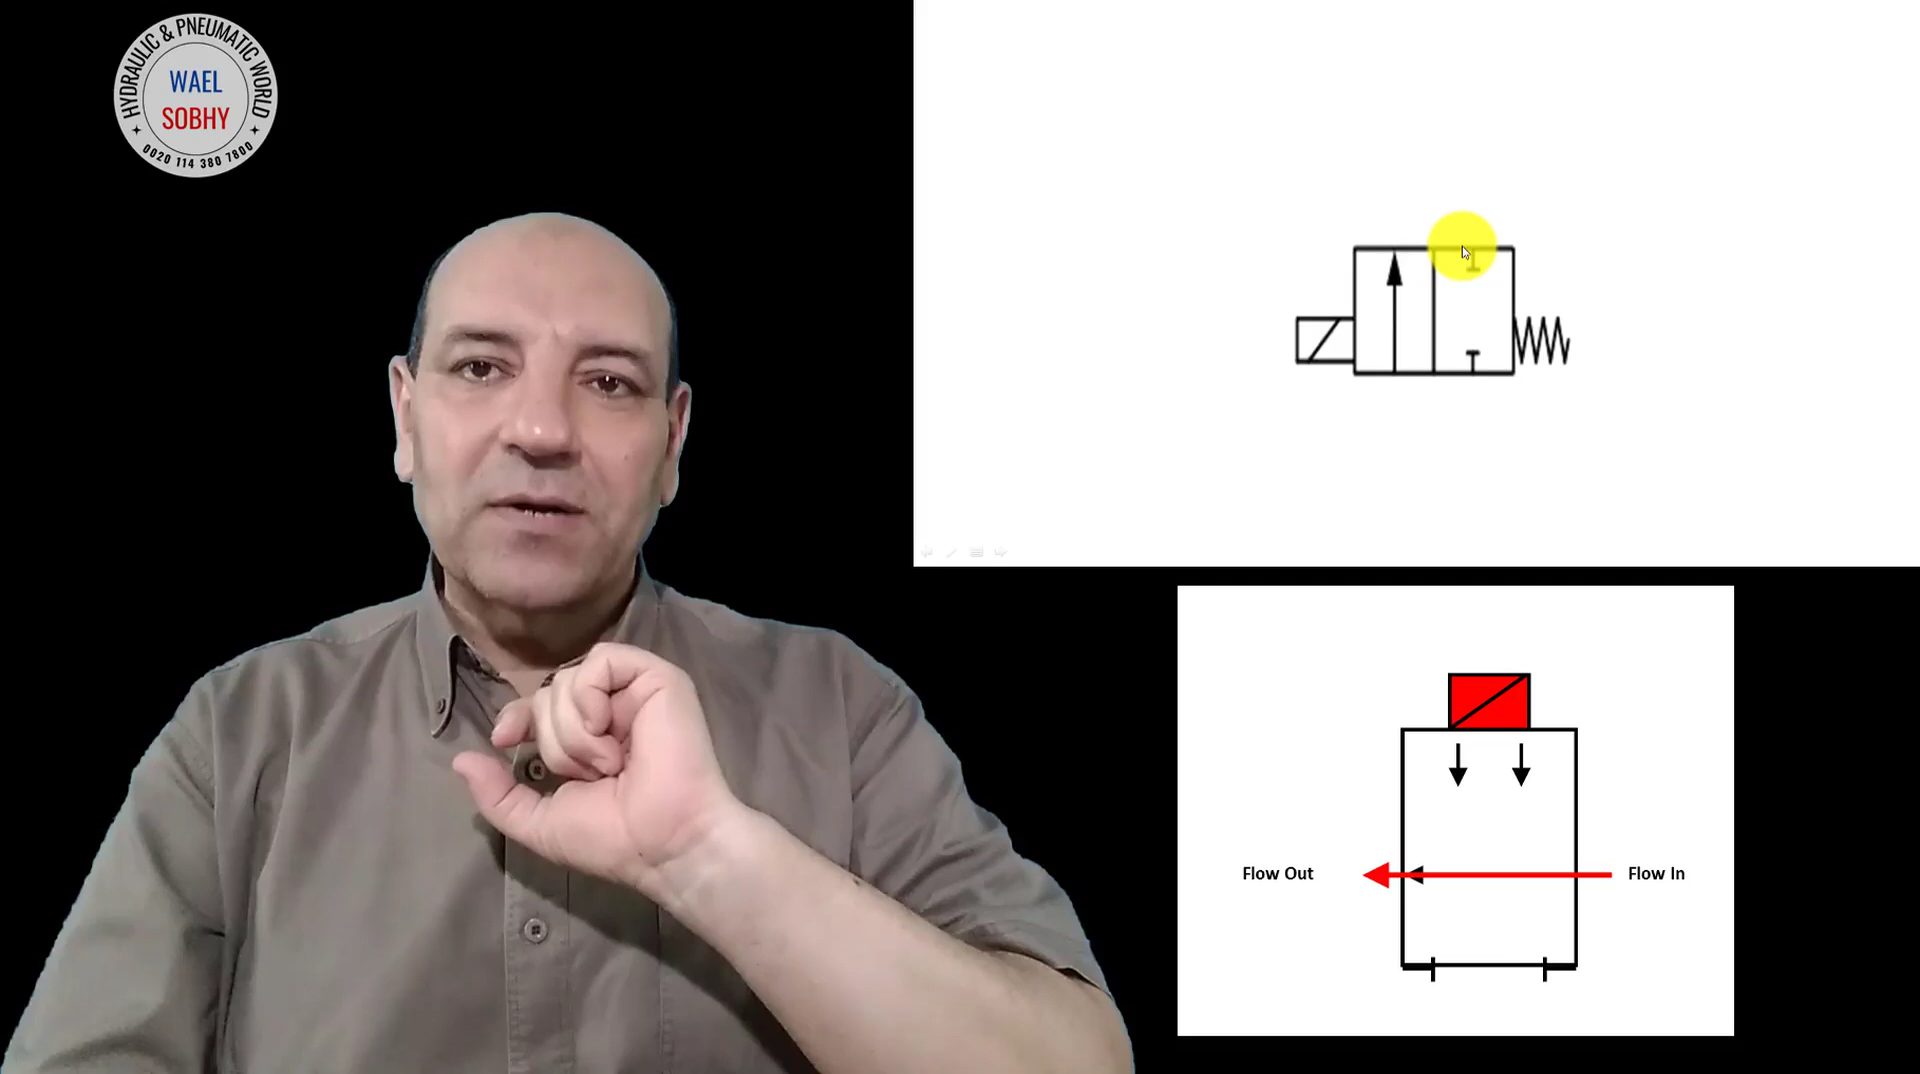 HYDRAULIC & PNEUMATIC WORLD
WAEL
SOBHY
0020 114 380 7800
Flow Out
Flow In